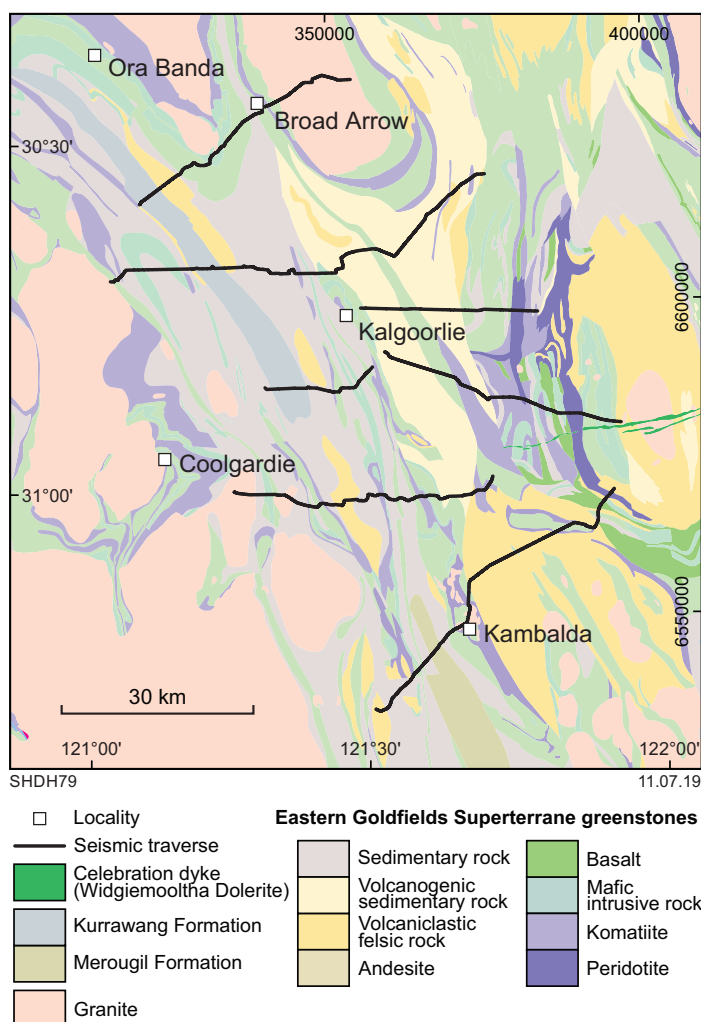 350000
400000
Ora Banda
Broad Arrow
30°30'
6600000
Kalgoorlie
Coolgardie
31°00'
6550000
Kambalda
30 km
121°00'
121°30'
122°00'
SHDH79
11.07.19
Locality
Seismic traverse
Celebration dyke
(Widgiemooltha Dolerite)
Kurrawang Formation
Merougil Formation
Granite
Eastern Goldfields Superterrane greenstones
Sedimentary rock
Volcanogenic
sedimentary rock
Volcaniclastic
felsic rock
Andesite
Basalt
Mafic
intrusive rock
Komatiite
Peridotite